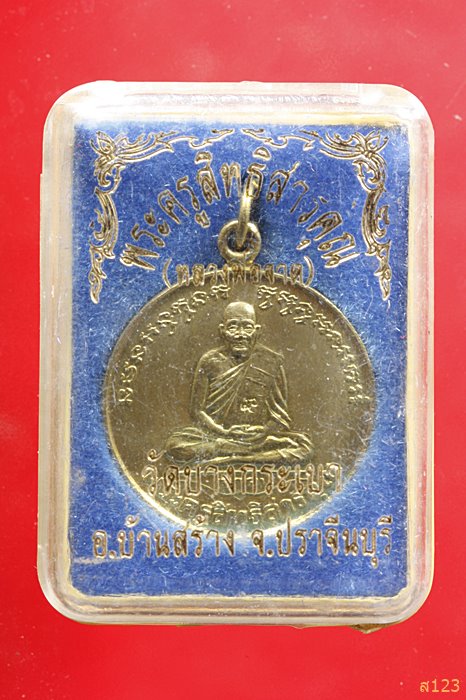 พระครูสิทธิสารคุณ
(หลวงพ่อจาด)
วัดบางกระเบา
อ.บ้านสร้าง จ.ปราจีนบุรี
ส123